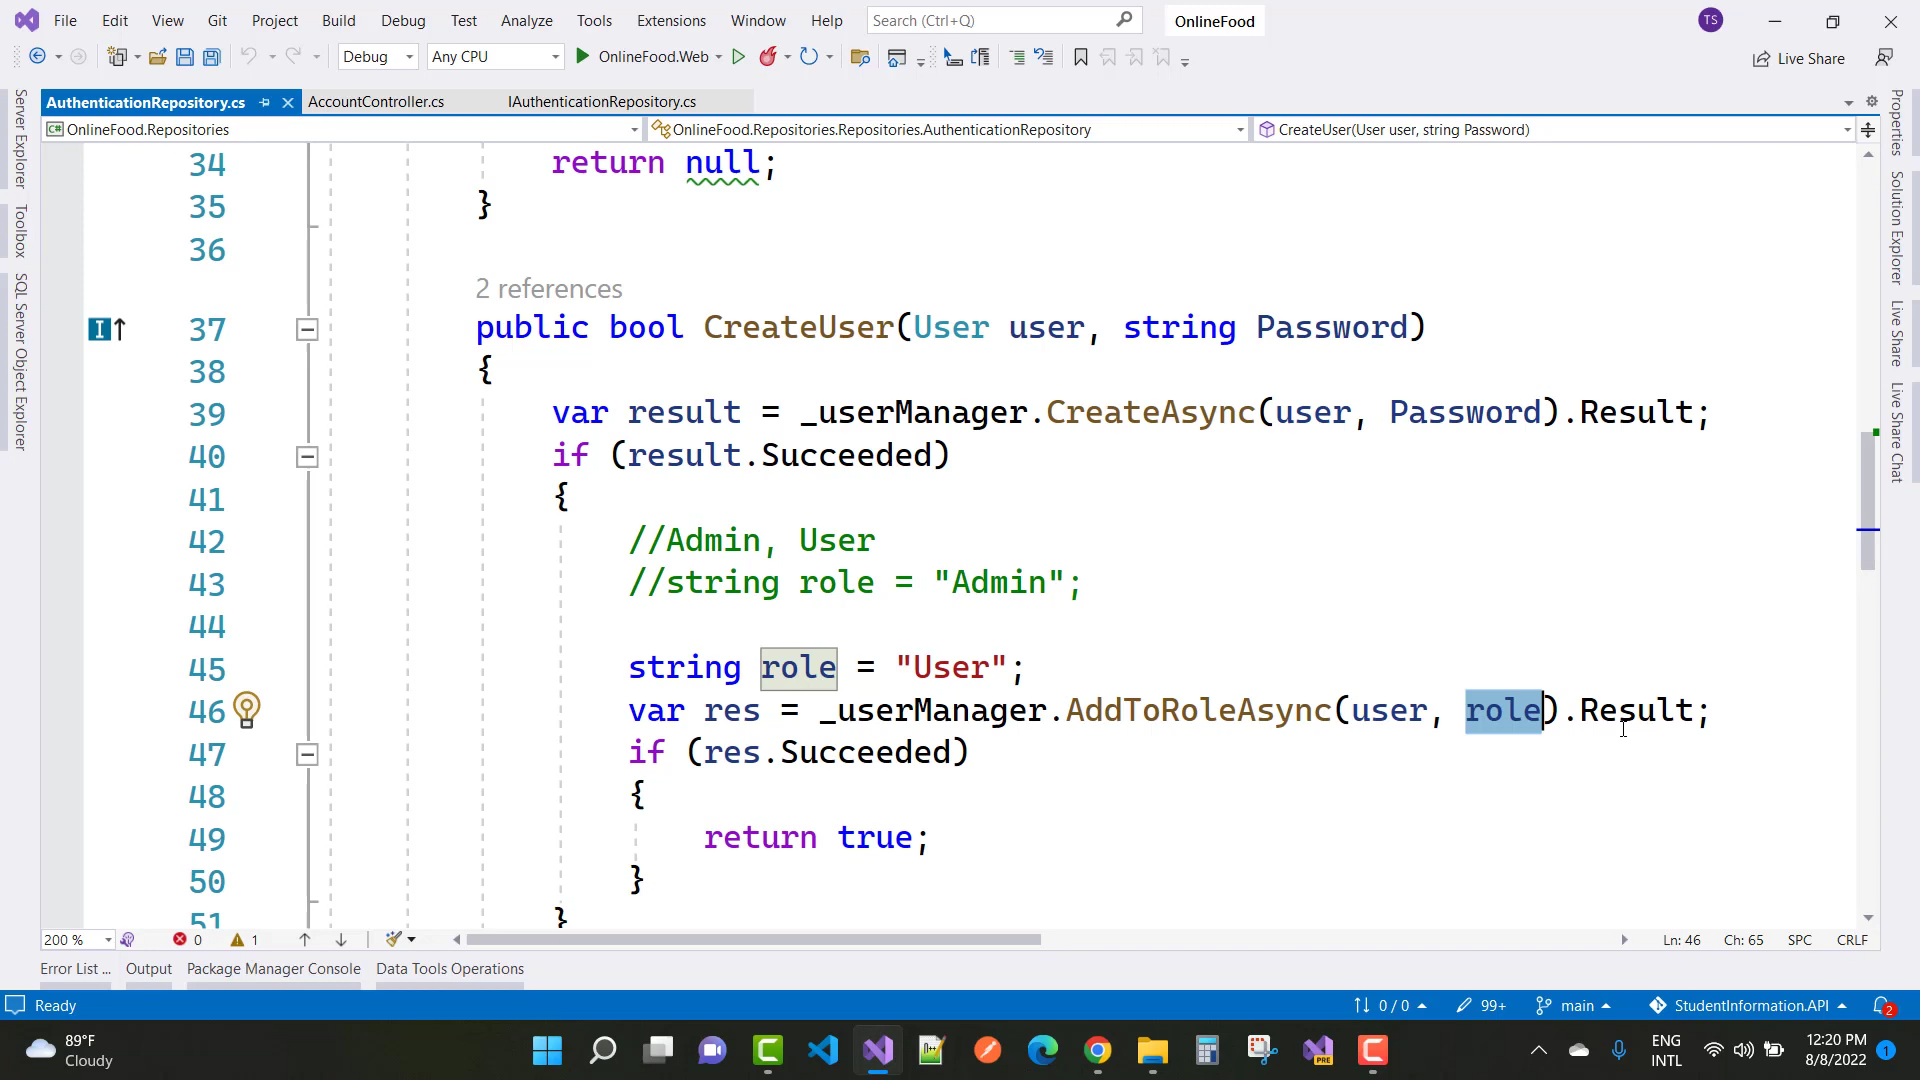 File Edit View Git Project Build Debug Test Analyze Tools Extensions Window Help Search (Ctrl+Q) OnlineFood TS
Debug Any CPU OnlineFood.Web Live Share
AuthenticationRepository.cs AccountController.cs IAuthenticationRepository.cs
C# OnlineFood.Repositories OnlineFood.Repositories.Repositories.AuthenticationRepository CreateUser(User user, string Password)
Server Explorer
Toolbox
SQL Server Object Explorer
34 return null;
35 }
36
2 references
37 public bool CreateUser(User user, string Password)
38 {
39 var result = _userManager.CreateAsync(user, Password).Result;
40 if (result.Succeeded)
41 {
42 //Admin, User
43 //string role = "Admin";
44
45 string role = "User";
46 var res = _userManager.AddToRoleAsync(user, role).Result;
47 if (res.Succeeded)
48 {
49 return true;
50 }
51 }
Properties
Solution Explorer
Live Share
Live Share Chat
200 % 0 1 Ln: 46 Ch: 65 SPC CRLF
Error List ... Output Package Manager Console Data Tools Operations
Ready 0 / 0 99+ main StudentInformation.API 2
89°F
Cloudy
PRE
ENG
INTL
12:20 PM
8/8/2022
1